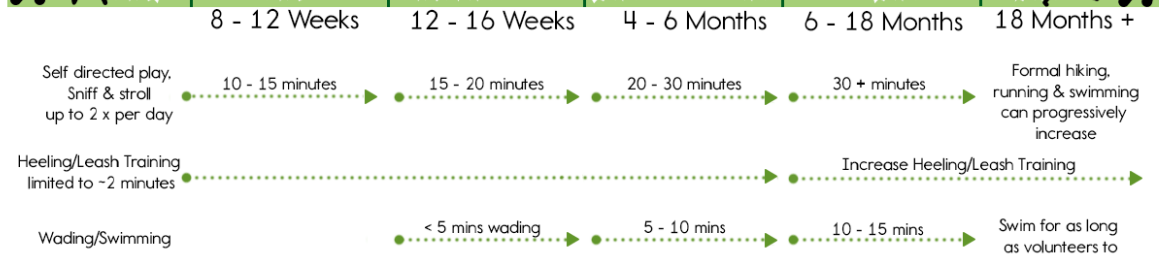 8 - 12 Weeks
12 - 16 Weeks
4 - 6 Months
6 - 18 Months
18 Months +
Self directed play,
Sniff & stroll
up to 2 x per day
10 - 15 minutes
15 - 20 minutes
20 - 30 minutes
30 + minutes
Formal hiking,
running & swimming
can progressively
increase
Heeling/Leash Training
limited to ~2 minutes
Increase Heeling/Leash Training
Wading/Swimming
< 5 mins wading
5 - 10 mins
10 - 15 mins
Swim for as long
as volunteers to